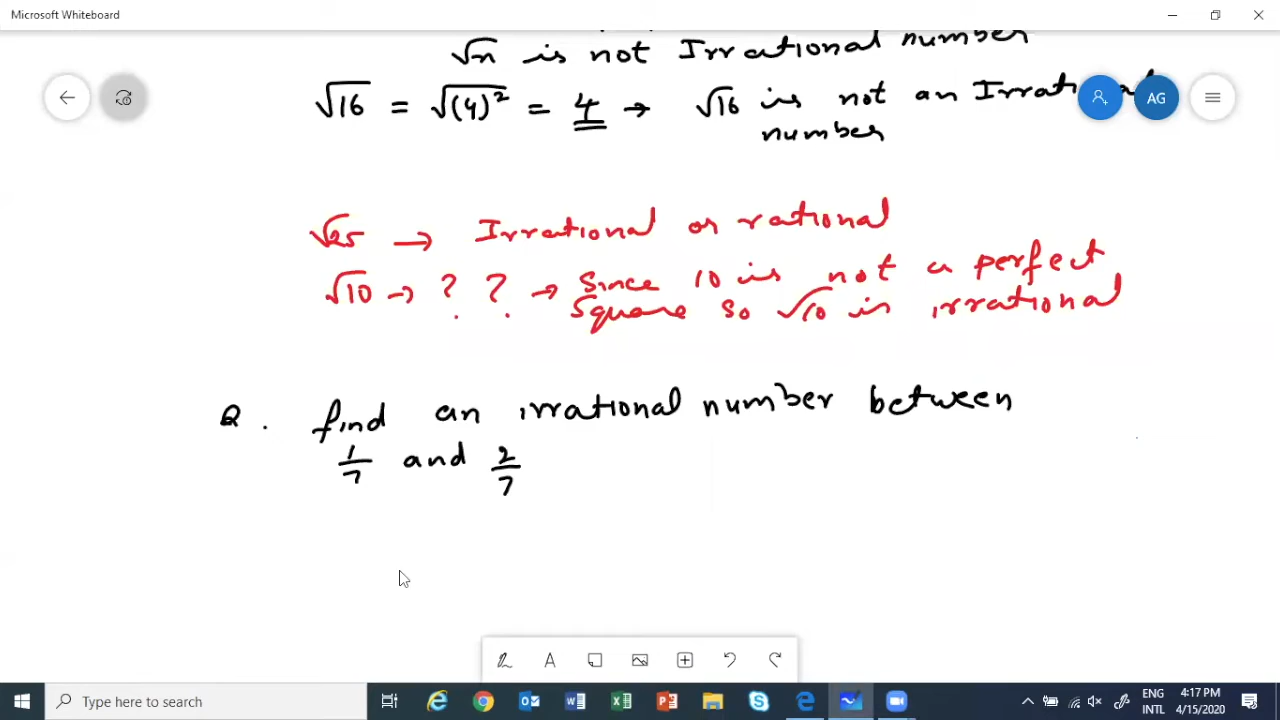 Microsoft Whiteboard
√n is not Irrational number
√16 = √(4)² = 4 → √16 is not an
number
AG
√25 → Irrational or rational
√10 → ? ? → Since 10 is not a perfect
Square so √10 is irrational
Q. find an irrational number between
1/7 and 2/7
Type here to search
ENG
INTL
4:17 PM
4/15/2020